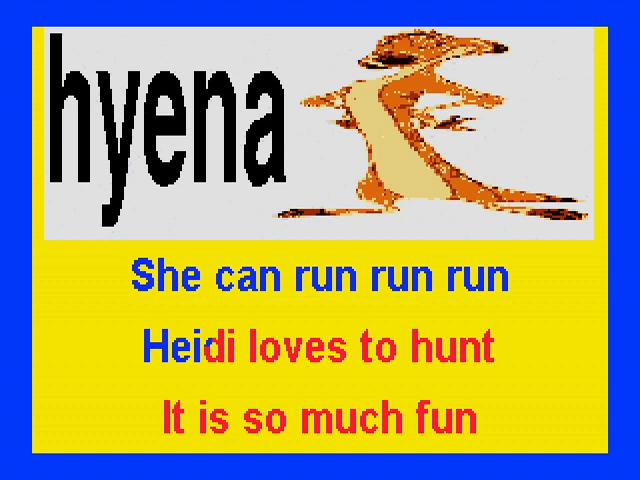 hyena
She can run run run
Heidi loves to hunt
It is so much fun